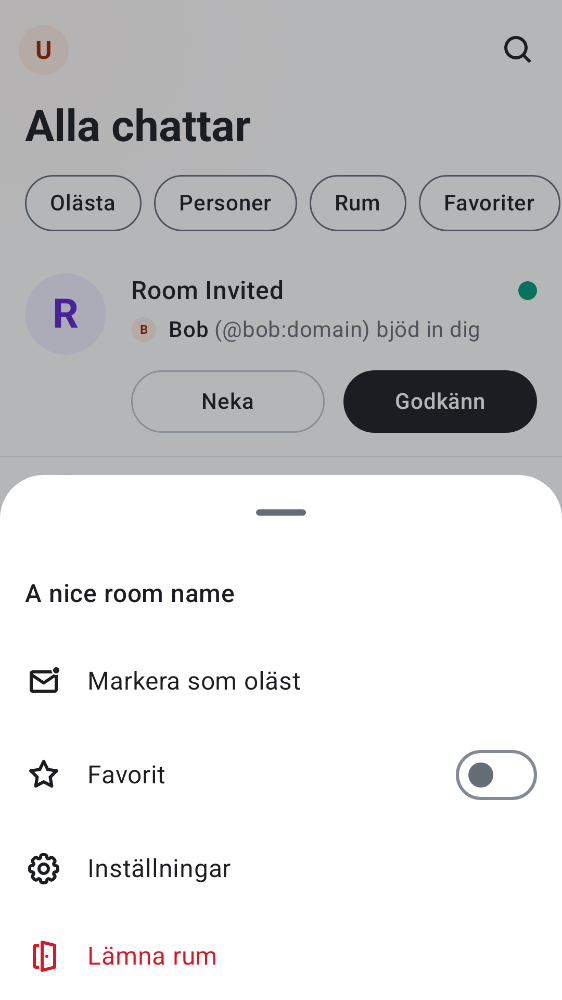 U
Alla chattar
Olästa Personer Rum Favoriter
R
Room Invited
B Bob (@bob:domain) bjöd in dig
Neka Godkänn
A nice room name
Markera som oläst
Favorit
Inställningar
Lämna rum